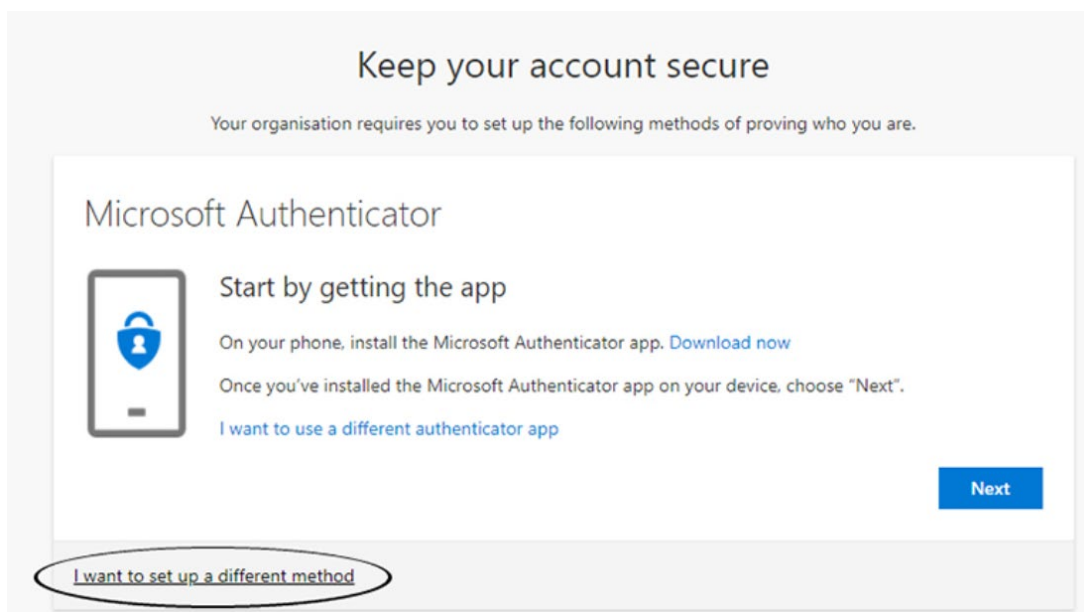 Keep your account secure
Your organisation requires you to set up the following methods of proving who you are.
Microsoft Authenticator
Start by getting the app
On your phone, install the Microsoft Authenticator app. Download now
Once you've installed the Microsoft Authenticator app on your device, choose "Next".
I want to use a different authenticator app
Next
I want to set up a different method